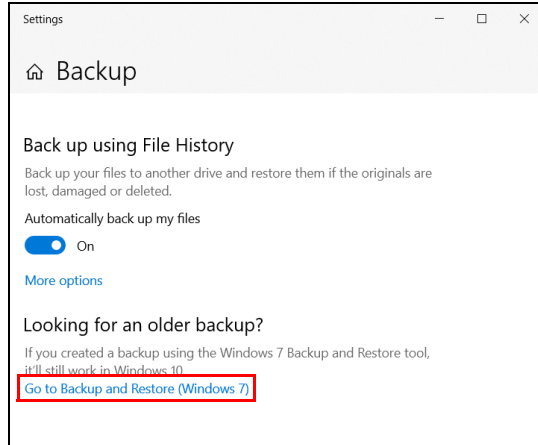 Settings
Backup
Back up using File History
Back up your files to another drive and restore them if the originals are
lost, damaged or deleted.
Automatically back up my files
On
More options
Looking for an older backup?
If you created a backup using the Windows 7 Backup and Restore tool,
it'll still work in Windows 10.
Go to Backup and Restore (Windows 7)